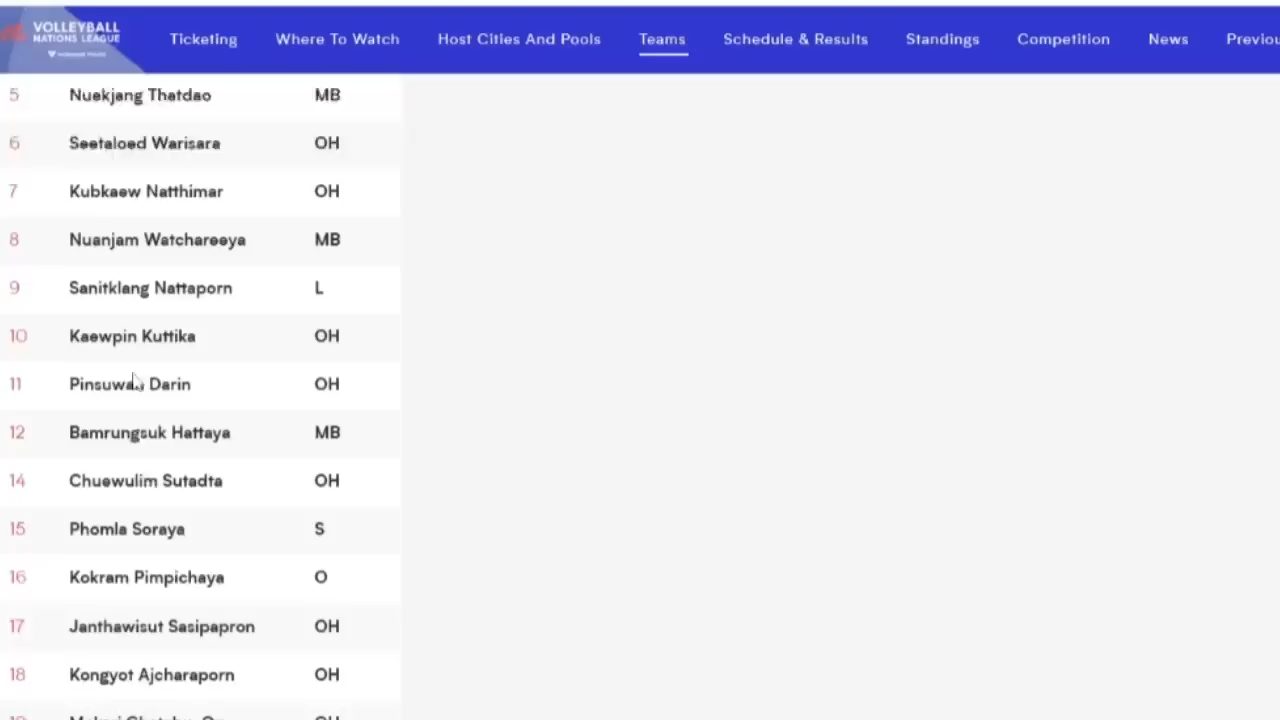 VOLLEYBALL
NATIONS LEAGUE
Ticketing Where To Watch Host Cities And Pools Teams Schedule & Results Standings Competition News Previou
5 Nuekjang Thatdao MB
6 Seetaloed Warisara OH
7 Kubkaew Natthimar OH
8 Nuanjam Watchareeya MB
9 Sanitklang Nattaporn L
10 Kaewpin Kuttika OH
11 Pinsuwan Darin OH
12 Bamrungsuk Hattaya MB
14 Chuewulim Sutadta OH
15 Phomla Soraya S
16 Kokram Pimpichaya O
17 Janthawisut Sasipapron OH
18 Kongyot Ajcharaporn OH